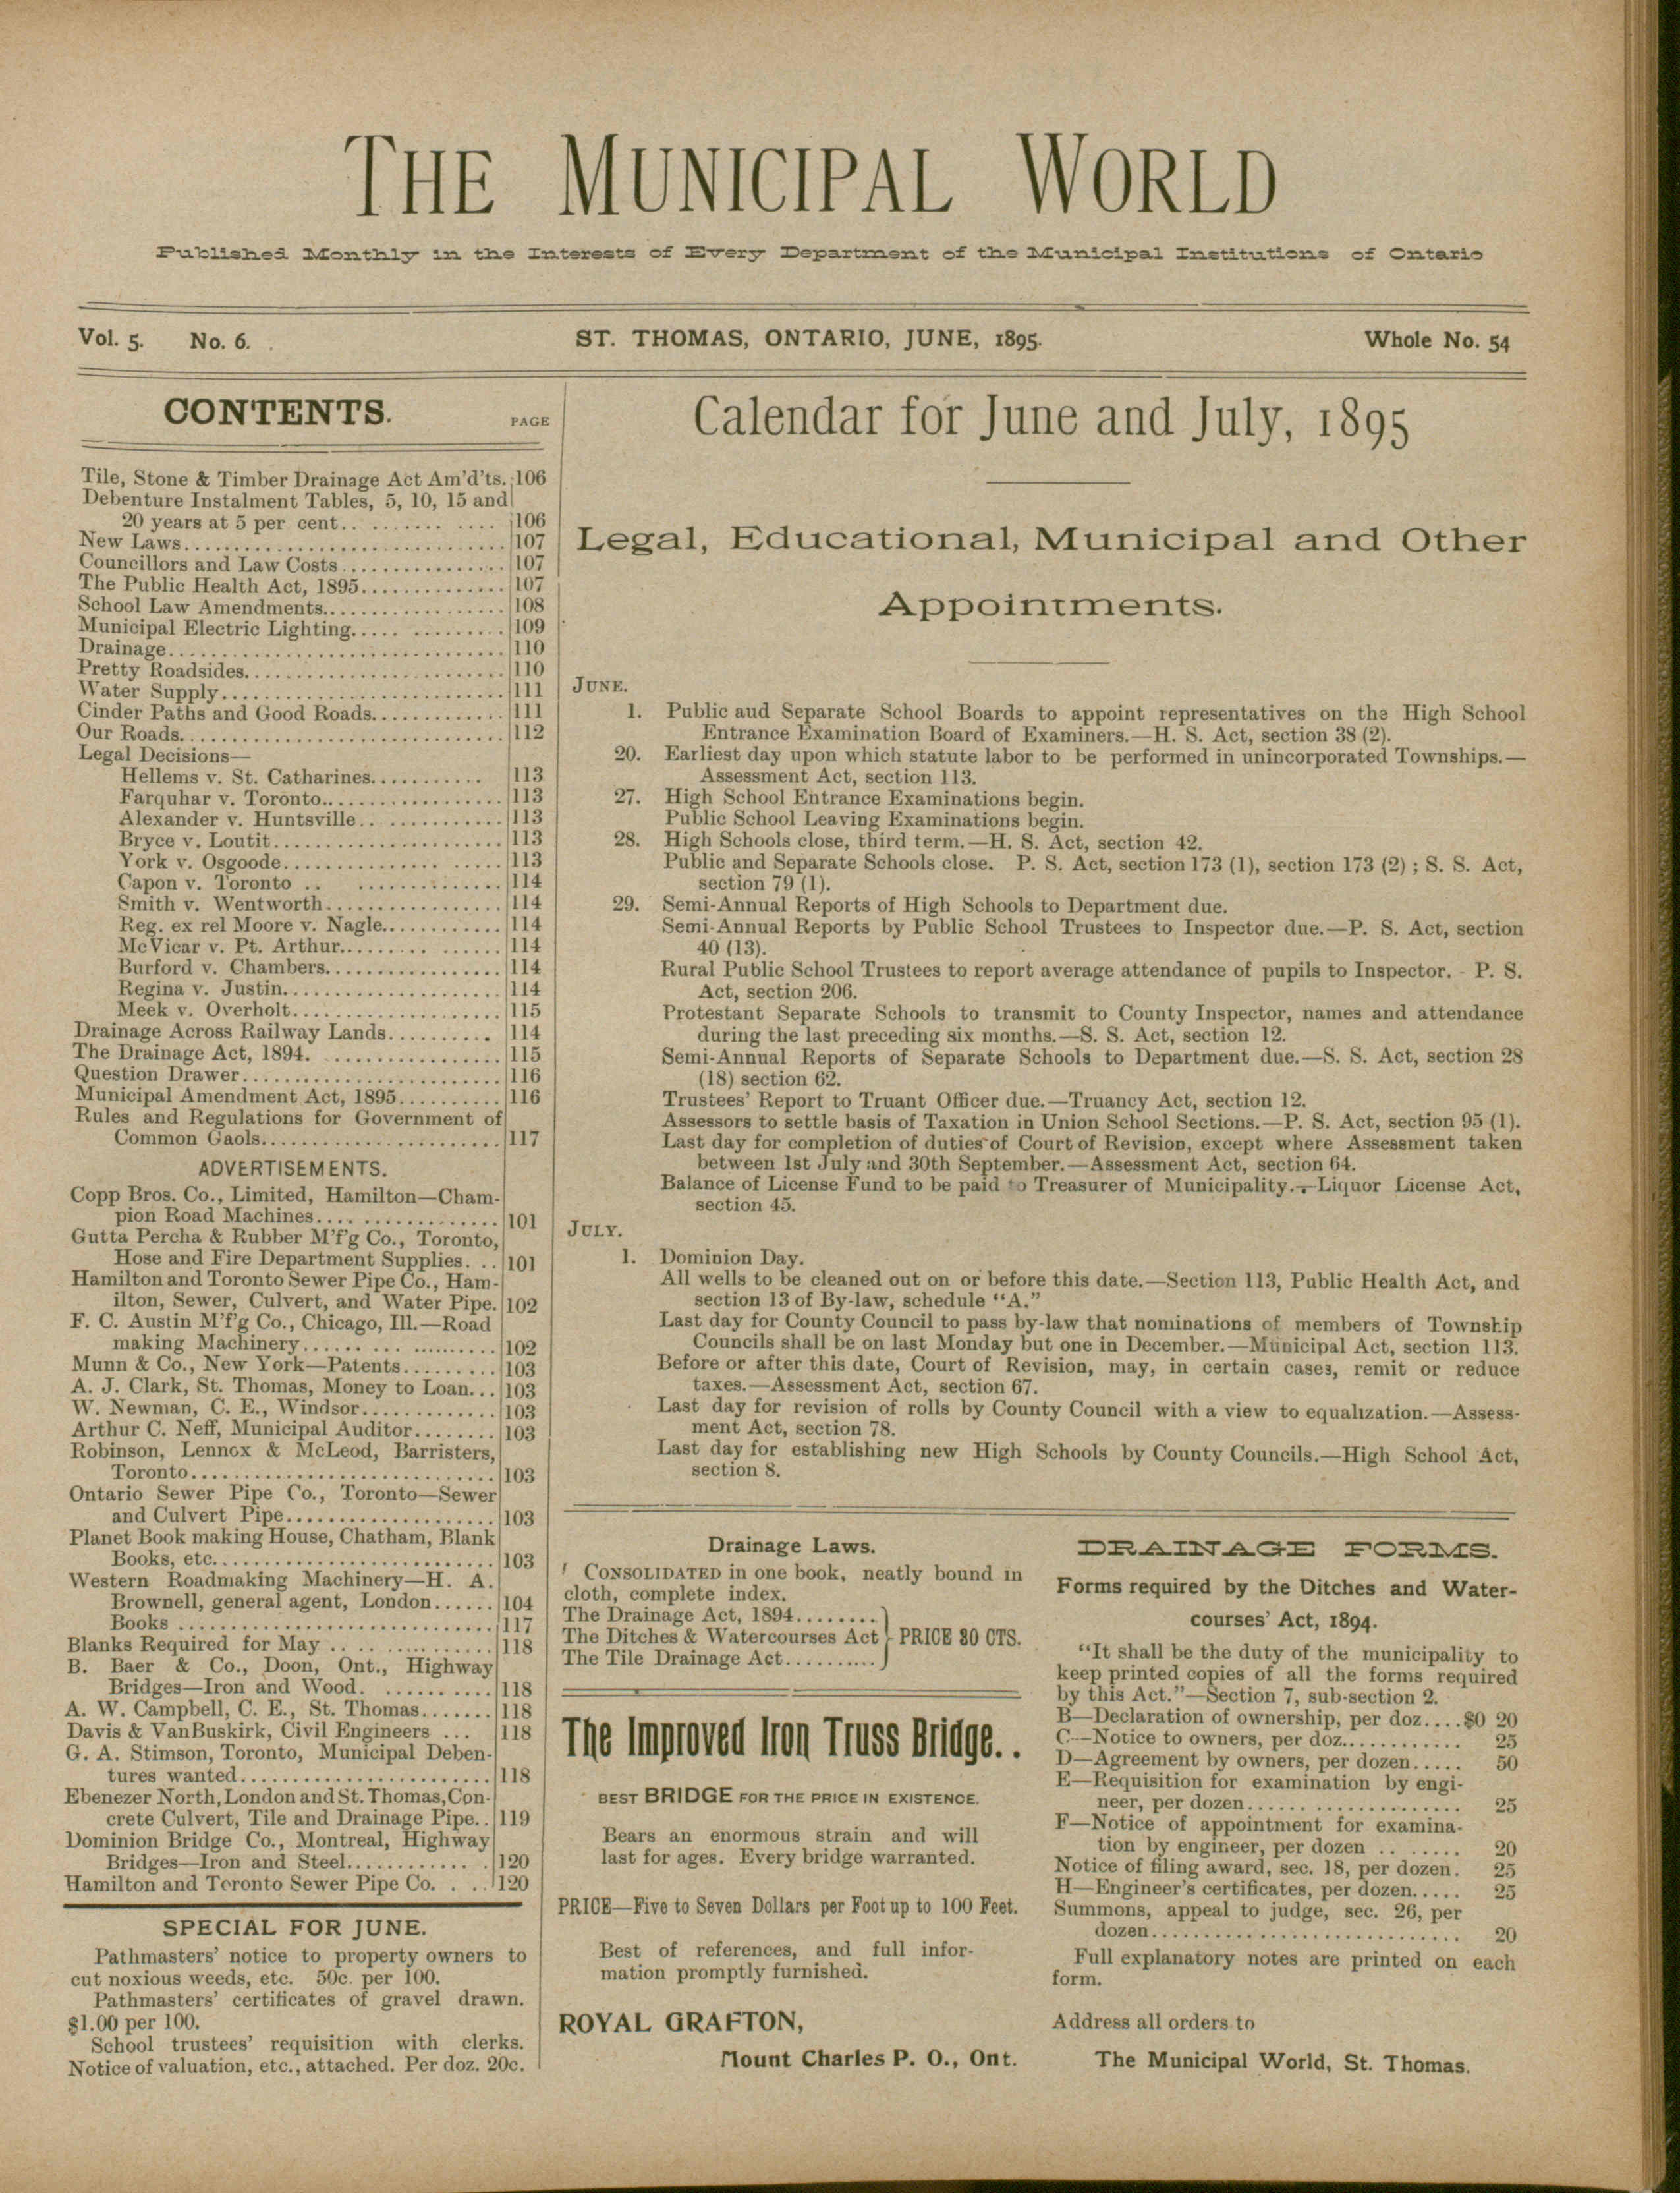 THE MUNICIPAL WORLD
Published Monthly in the Interests of Every Department of the Municipal Institutions of Ontario
Vol. 5. No. 6.
ST. THOMAS, ONTARIO, JUNE, 1895.
Whole No. 54
CONTENTS.
PAGE
Tile, Stone & Timber Drainage Act Am'd'ts. 106
Debenture Instalment Tables, 5, 10, 15 and
20 years at 5 per cent.. ........ .... 106
New Laws.............................. 107
Councillors and Law Costs................ 107
The Public Health Act, 1895.............. 107
School Law Amendments.................. 108
Municipal Electric Lighting..... ......... 109
Drainage................................ 110
Pretty Roadsides........................ 110
Water Supply........................... 111
Cinder Paths and Good Roads............. 111
Our Roads.............................. 112
Legal Decisions—
Hellems v. St. Catharines........... 113
Farquhar v. Toronto.................. 113
Alexander v. Huntsville.. ............ 113
Bryce v. Loutit...................... 113
York v. Osgoode............... ..... 113
Capon v. Toronto .. .............. 114
Smith v. Wentworth................. 114
Reg. ex rel Moore v. Nagle............ 114
McVicar v. Pt. Arthur......... ...... 114
Burford v. Chambers................. 114
Regina v. Justin..................... 114
Meek v. Overholt.................... 115
Drainage Across Railway Lands.......... 114
The Drainage Act, 1894. ................. 115
Question Drawer......................... 116
Municipal Amendment Act, 1895.......... 116
Rules and Regulations for Government of
Common Gaols....................... 117
ADVERTISEMENTS.
Copp Bros. Co., Limited, Hamilton—Cham-
pion Road Machines.... ............. 101
Gutta Percha & Rubber M'f'g Co., Toronto,
Hose and Fire Department Supplies. .. 101
Hamilton and Toronto Sewer Pipe Co., Ham-
ilton, Sewer, Culvert, and Water Pipe. 102
F. C. Austin M'f'g Co., Chicago, Ill.—Road
making Machinery...... ... .......... 102
Munn & Co., New York—Patents......... 103
A. J. Clark, St. Thomas, Money to Loan... 103
W. Newman, C. E., Windsor............. 103
Arthur C. Neff, Municipal Auditor........ 103
Robinson, Lennox & McLeod, Barristers,
Toronto............................. 103
Ontario Sewer Pipe Co., Toronto—Sewer
and Culvert Pipe.................... 103
Planet Book making House, Chatham, Blank
Books, etc........................... 103
Western Roadmaking Machinery—H. A.
Brownell, general agent, London...... 104
Books .............................. 117
Blanks Required for May .. .. ........... 118
B. Baer & Co., Doon, Ont., Highway
Bridges—Iron and Wood. ........... 118
A. W. Campbell, C. E., St. Thomas....... 118
Davis & VanBuskirk, Civil Engineers ... 118
G. A. Stimson, Toronto, Municipal Deben-
tures wanted........................ 118
Ebenezer North, London and St. Thomas, Con-
crete Culvert, Tile and Drainage Pipe.. 119
Dominion Bridge Co., Montreal, Highway
Bridges—Iron and Steel............ . 120
Hamilton and Toronto Sewer Pipe Co. . .. 120
SPECIAL FOR JUNE.
Pathmasters' notice to property owners to
cut noxious weeds, etc. 50c. per 100.
Pathmasters' certificates of gravel drawn.
$1.00 per 100.
School trustees' requisition with clerks.
Notice of valuation, etc., attached. Per doz. 20c.
Calendar for June and July, 1895
Legal, Educational, Municipal and Other
Appointments.
JUNE.
1. Public aud Separate School Boards to appoint representatives on the High School
Entrance Examination Board of Examiners.—H. S. Act, section 38 (2).
20. Earliest day upon which statute labor to be performed in unincorporated Townships.—
Assessment Act, section 113.
27. High School Entrance Examinations begin.
Public School Leaving Examinations begin.
28. High Schools close, third term.—H. S. Act, section 42.
Public and Separate Schools close. P. S. Act, section 173 (1), section 173 (2) ; S. S. Act,
section 79 (1).
29. Semi-Annual Reports of High Schools to Department due.
Semi-Annual Reports by Public School Trustees to Inspector due.—P. S. Act, section
40 (13).
Rural Public School Trustees to report average attendance of pupils to Inspector. - P. S.
Act, section 206.
Protestant Separate Schools to transmit to County Inspector, names and attendance
during the last preceding six months.—S. S. Act, section 12.
Semi-Annual Reports of Separate Schools to Department due.—S. S. Act, section 28
(18) section 62.
Trustees' Report to Truant Officer due.—Truancy Act, section 12.
Assessors to settle basis of Taxation in Union School Sections.—P. S. Act, section 95 (1).
Last day for completion of duties of Court of Revision, except where Assessment taken
between 1st July and 30th September.—Assessment Act, section 64.
Balance of License Fund to be paid to Treasurer of Municipality.—Liquor License Act,
section 45.
JULY.
1. Dominion Day.
All wells to be cleaned out on or before this date.—Section 113, Public Health Act, and
section 13 of By-law, schedule "A."
Last day for County Council to pass by-law that nominations of members of Township
Councils shall be on last Monday but one in December.—Municipal Act, section 113.
Before or after this date, Court of Revision, may, in certain cases, remit or reduce
taxes.—Assessment Act, section 67.
Last day for revision of rolls by County Council with a view to equalization.—Assess-
ment Act, section 78.
Last day for establishing new High Schools by County Councils.—High School Act,
section 8.
Drainage Laws.
CONSOLIDATED in one book, neatly bound in
cloth, complete index.
The Drainage Act, 1894........
The Ditches & Watercourses Act } PRICE 80 CTS.
The Tile Drainage Act..........
The Improved Iron Truss Bridge..
BEST BRIDGE FOR THE PRICE IN EXISTENCE.
Bears an enormous strain and will
last for ages. Every bridge warranted.
PRICE—Five to Seven Dollars per Foot up to 100 Feet.
Best of references, and full infor-
mation promptly furnished.
ROYAL GRAFTON,
Mount Charles P. O., Ont.
DRAINAGE FORMS.
Forms required by the Ditches and Water-
courses' Act, 1894.
"It shall be the duty of the municipality to
keep printed copies of all the forms required
by this Act."—Section 7, sub-section 2.
B—Declaration of ownership, per doz....$0 20
C—Notice to owners, per doz............ 25
D—Agreement by owners, per dozen..... 50
E—Requisition for examination by engi-
neer, per dozen...... .............. 25
F—Notice of appointment for examina-
tion by engineer, per dozen .. ...... 20
Notice of filing award, sec. 18, per dozen. 25
H—Engineer's certificates, per dozen..... 25
Summons, appeal to judge, sec. 26, per
dozen............................ 20
Full explanatory notes are printed on each
form.
Address all orders to
The Municipal World, St. Thomas.